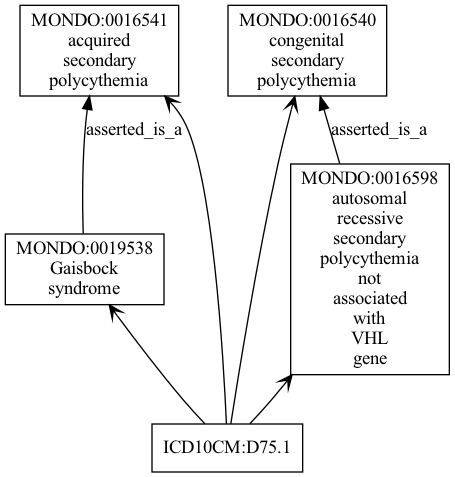 MONDO:0016541
acquired
secondary
polycythemia
MONDO:0016540
congenital
secondary
polycythemia
asserted_is_a
asserted_is_a
MONDO:0019538
Gaisbock
syndrome
MONDO:0016598
autosomal
recessive
secondary
polycythemia
not
associated
with
VHL
gene
ICD10CM:D75.1